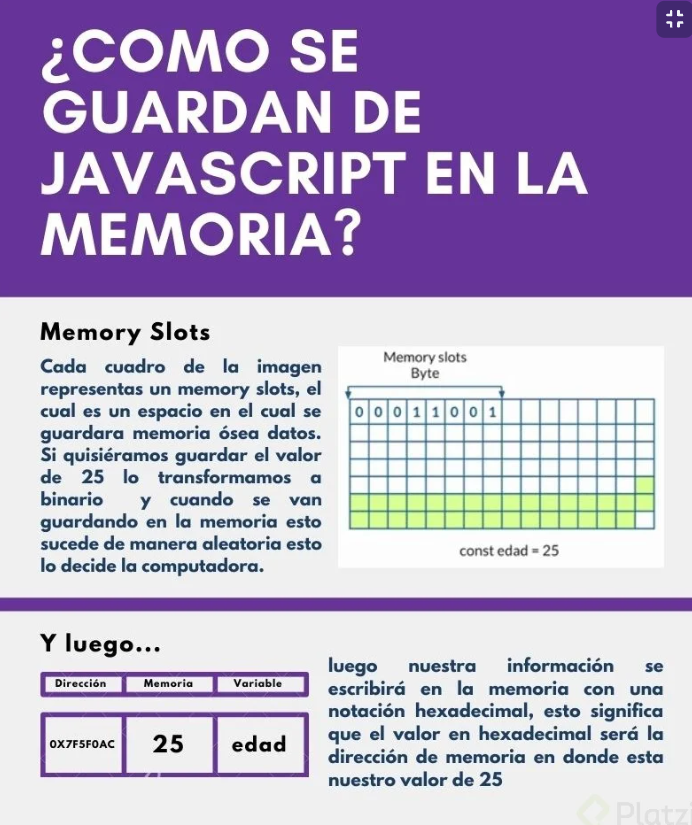 ¿COMO SE
GUARDAN DE
JAVASCRIPT EN LA
MEMORIA?
Memory Slots
Cada cuadro de la imagen
representas un memory slots, el
cual es un espacio en el cual se
guardara memoria ósea datos.
Si quisiéramos guardar el valor
de 25 lo transformamos a
binario y cuando se van
guardando en la memoria esto
sucede de manera aleatoria esto
lo decide la computadora.
Memory slots
Byte
0 0 0 1 1 0 0 1
const edad = 25
Y luego...
Dirección Memoria Variable
0X7F5F0AC 25 edad
luego nuestra información se
escribirá en la memoria con una
notación hexadecimal, esto significa
que el valor en hexadecimal será la
dirección de memoria en donde esta
nuestro valor de 25
Platzi